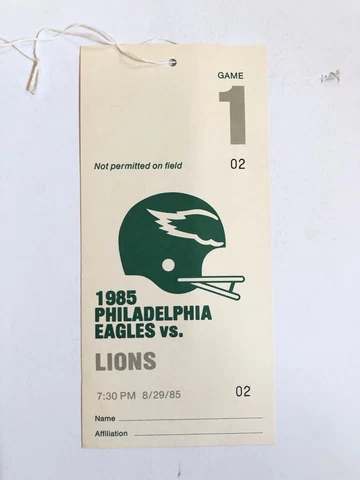 GAME
1
Not permitted on field 02
1985
PHILADELPHIA
EAGLES vs.
LIONS
7:30 PM 8/29/85 02
Name
Affiliation